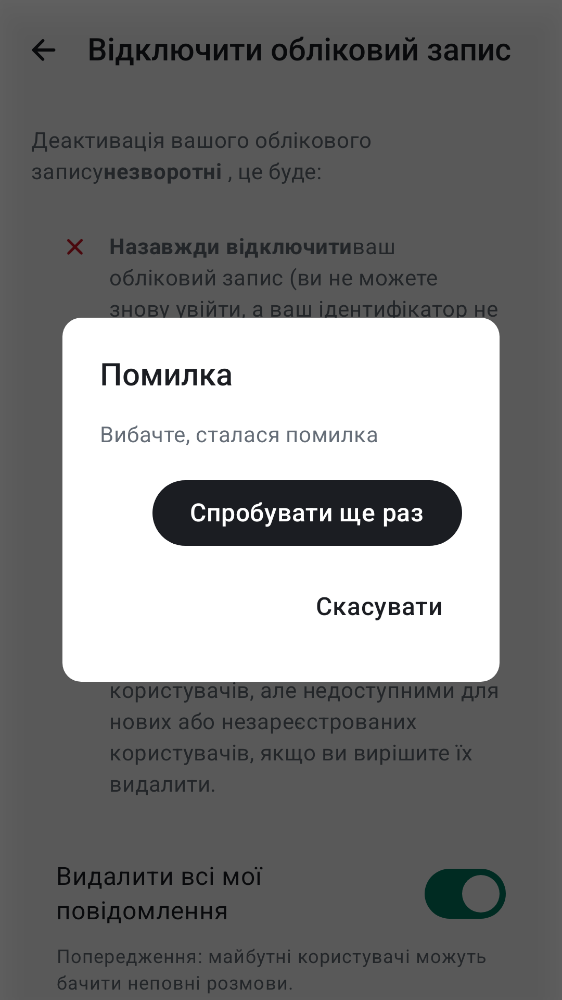 Відключити обліковий запис
Деактивація вашого облікового
записунезворотні , це буде:
Назавжди відключитиваш
обліковий запис (ви не можете
знову увійти, а ваш ідентифікатор не
Помилка
Вибачте, сталася помилка
Спробувати ще раз
Скасувати
користувачів, але недоступними для
нових або незареєстрованих
користувачів, якщо ви вирішите їх
видалити.
Видалити всі мої
повідомлення
Попередження: майбутні користувачі можуть
бачити неповні розмови.